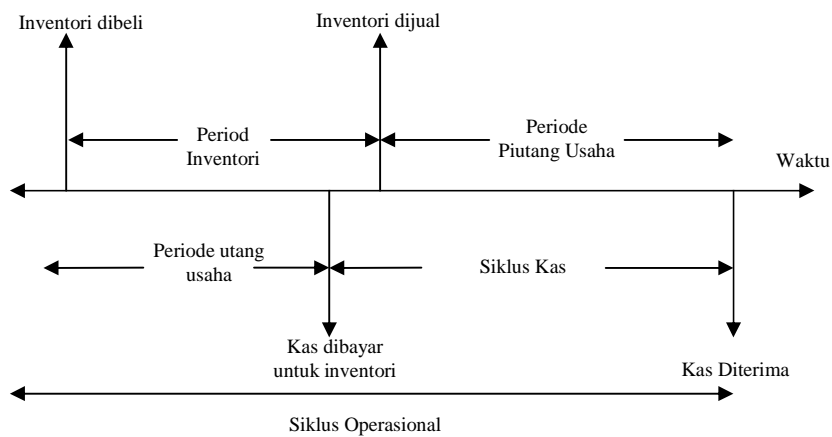 Inventori dibeli
Inventori dijual
Period
Inventori
Periode
Piutang Usaha
Waktu
Periode utang
usaha
Siklus Kas
Kas dibayar
untuk inventori
Kas Diterima
Siklus Operasional